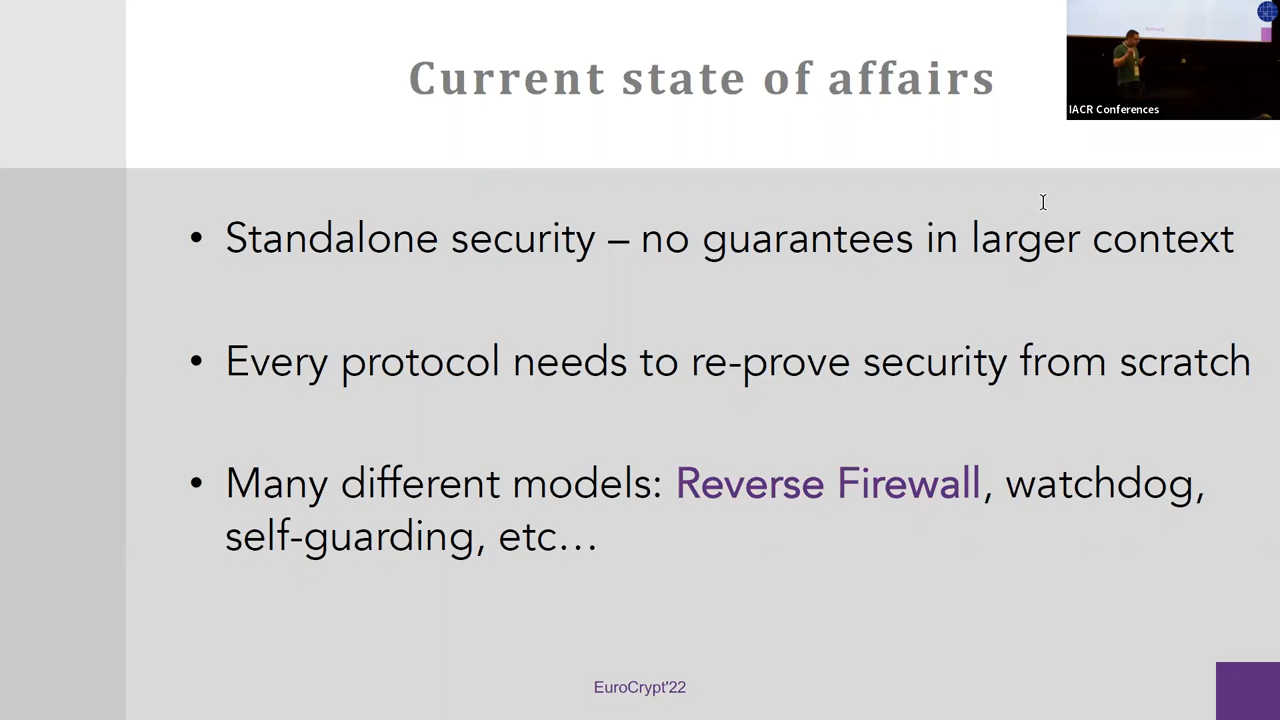 Current state of affairs
IACR Conferences
• Standalone security – no guarantees in larger context
• Every protocol needs to re-prove security from scratch
• Many different models: Reverse Firewall, watchdog,
self-guarding, etc…
EuroCrypt'22